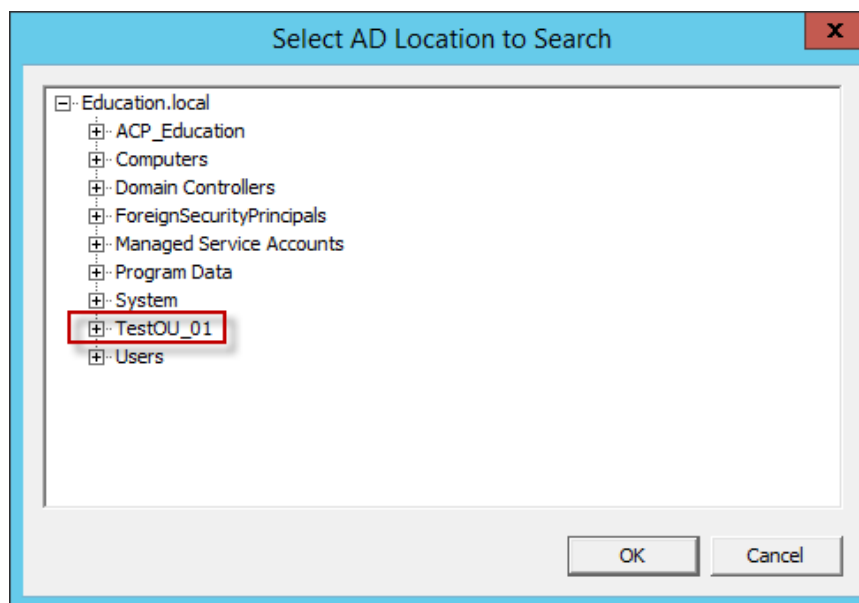 Select AD Location to Search
x
Education.local
ACP_Education
Computers
Domain Controllers
ForeignSecurityPrincipals
Managed Service Accounts
Program Data
System
TestOU_01
Users
OK Cancel